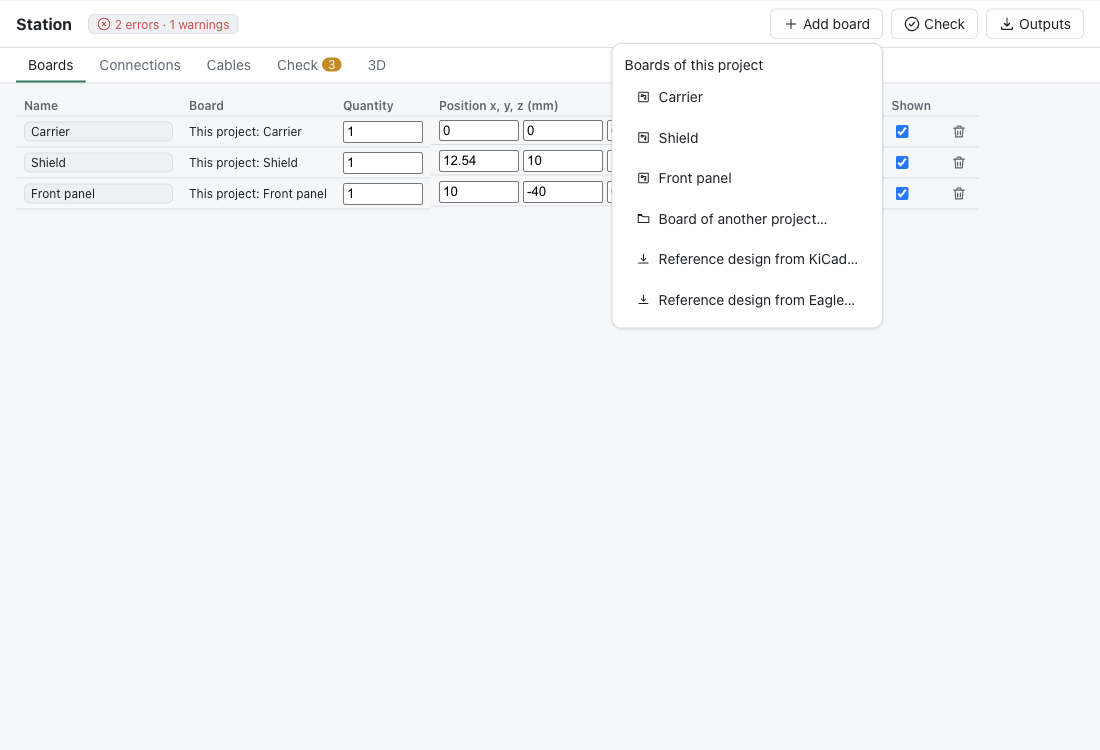 Station
2 errors · 1 warnings
Add board
Check
Outputs
Boards
Connections
Cables
Check 3
3D
Boards of this project
Carrier
Shield
Front panel
Board of another project...
Reference design from KiCad...
Reference design from Eagle...
Name Board Quantity Position x, y, z (mm) Shown
Carrier This project: Carrier 1 0 0
Shield This project: Shield 1 12.54 10
Front panel This project: Front panel 1 10 -40